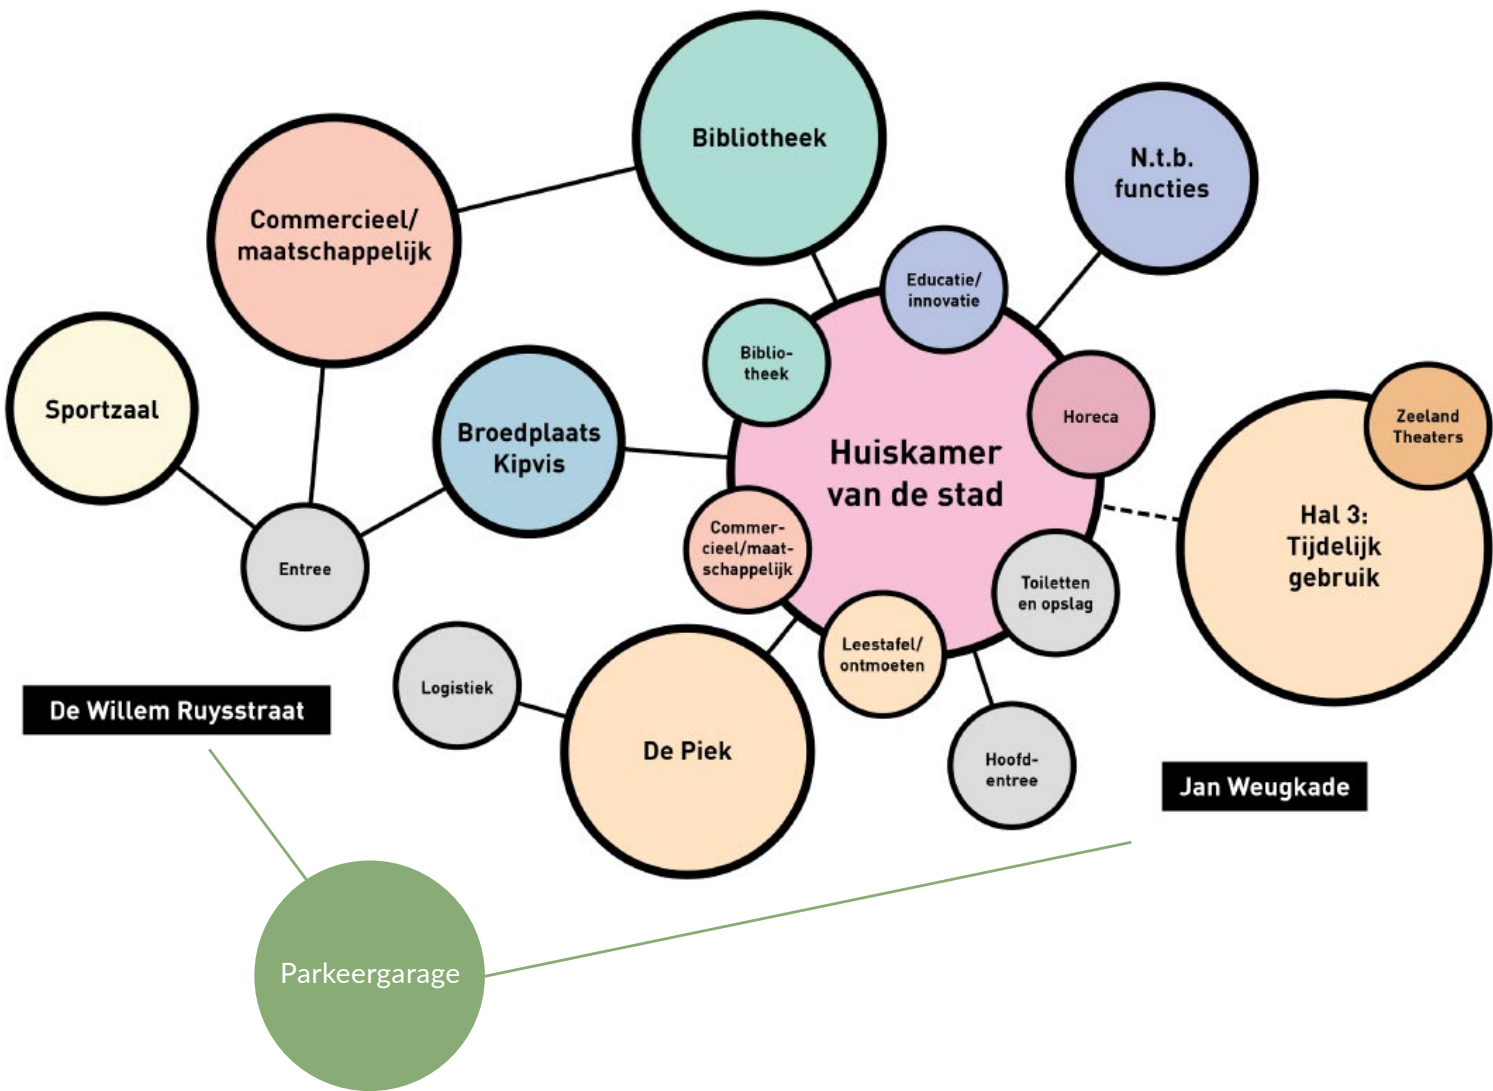 Bibliotheek
N.t.b.
functies
Commercieel/
maatschappelijk
Educatie/
innovatie
Biblio-
theek
Sportzaal
Broedplaats
Kipvis
Horeca
Zeeland
Theaters
Huiskamer
van de stad
Hal 3:
Tijdelijk
gebruik
Commer-
cieel/maat-
schappelijk
Entree
Toiletten
en opslag
Leestafel/
ontmoeten
Logistiek
De Willem Ruysstraat
De Piek
Hoofd-
entree
Jan Weugkade
Parkeergarage